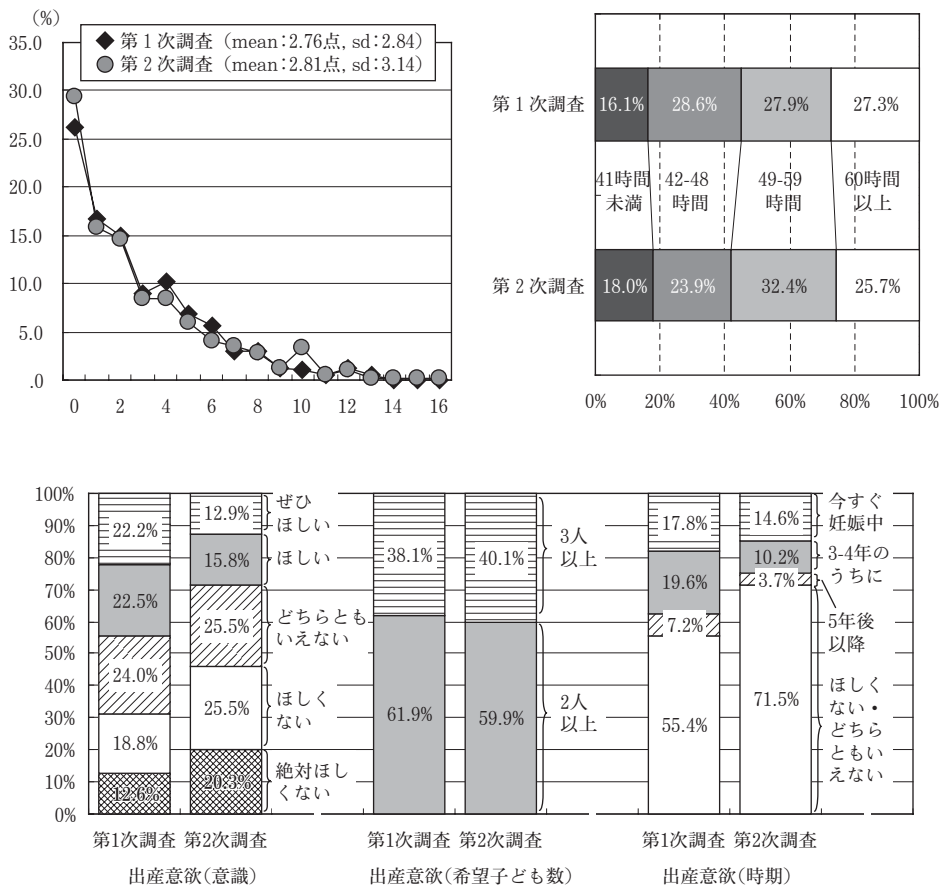 (%)
35.0
30.0
25.0
20.0
15.0
10.0
5.0
.0
第1次調査（mean：2.76点, sd：2.84）
第2次調査（mean：2.81点, sd：3.14）
0 2 4 6 8 10 12 14 16
第1次調査
16.1% 28.6% 27.9% 27.3%
41時間未満
42-48時間
49-59時間
60時間以上
第2次調査
18.0% 23.9% 32.4% 25.7%
0% 20% 40% 60% 80% 100%
100%
90%
80%
70%
60%
50%
40%
30%
20%
10%
0%
22.2%
22.5%
24.0%
18.8%
12.6%
12.9%
15.8%
25.5%
25.5%
20.3%
ぜひ
ほしい
ほしい
どちらとも
いえない
ほしく
ない
絶対ほし
くない
第1次調査 第2次調査
出産意欲(意識)
38.1%
61.9%
40.1%
59.9%
3人
以上
2人
以上
第1次調査 第2次調査
出産意欲(希望子ども数)
17.8%
19.6%
7.2%
55.4%
14.6%
10.2%
3.7%
71.5%
今すぐ
妊娠中
3-4年の
うちに
5年後
以降
ほしく
ない・
どちら
ともい
えない
第1次調査 第2次調査
出産意欲(時期)